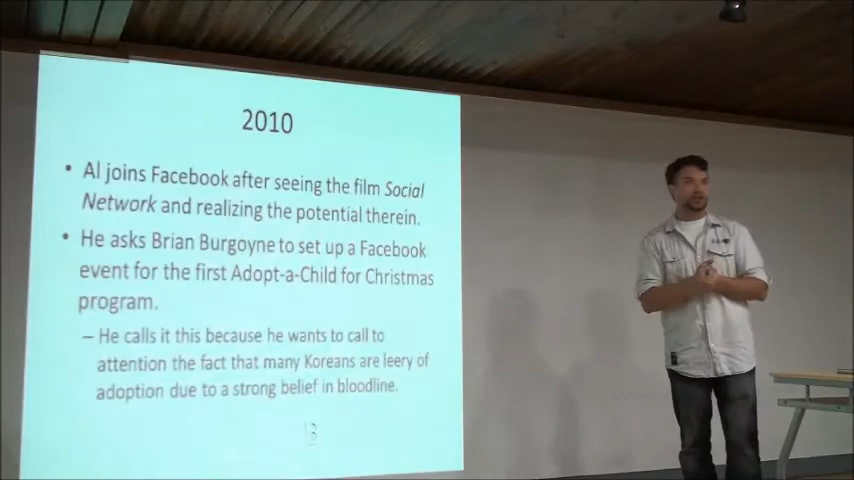 2010
• Al joins Facebook after seeing the film Social
Network and realizing the potential therein.
• He asks Brian Burgoyne to set up a Facebook
event for the first Adopt-a-Child for Christmas
program.
– He calls it this because he wants to call to
attention the fact that many Koreans are leery of
adoption due to a strong belief in bloodline.